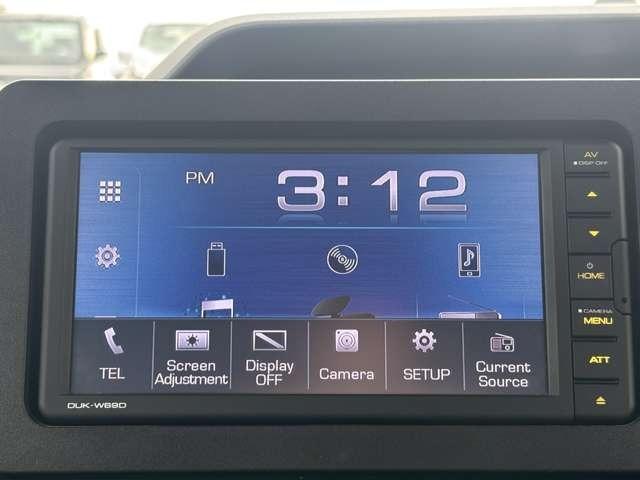 PM 3:12
TEL
Screen Adjustment
Display OFF
Camera
SETUP
Current Source
DUK-W69D
AV
DISP OFF
HOME
CAMERA
MENU
ATT